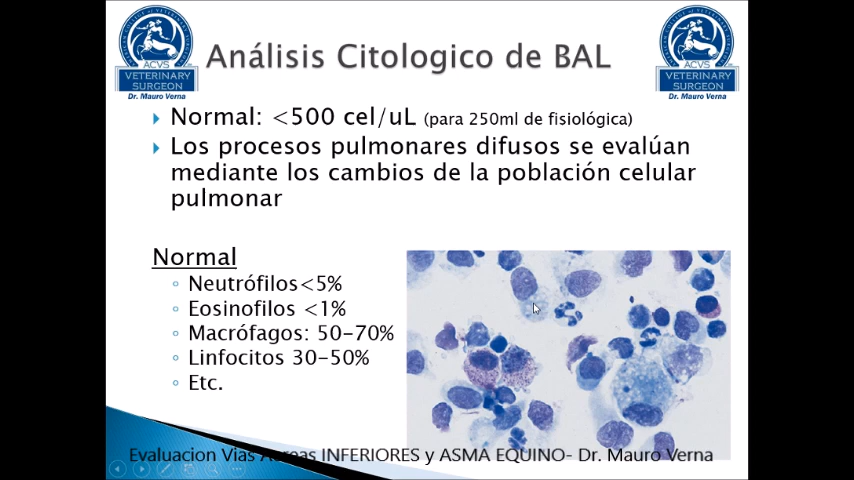 ACVS
VETERINARY
SURGEON
Dr. Mauro Verna
Análisis Citologico de BAL
ACVS
VETERINARY
SURGEON
Dr. Mauro Verna
Normal: <500 cel/uL (para 250ml de fisiológica)
Los procesos pulmonares difusos se evalúan
mediante los cambios de la población celular
pulmonar
Normal
Neutrófilos<5%
Eosinofilos <1%
Macrófagos: 50-70%
Linfocitos 30-50%
Etc.
Evaluacion Vias Aereas INFERIORES y ASMA EQUINO- Dr. Mauro Verna